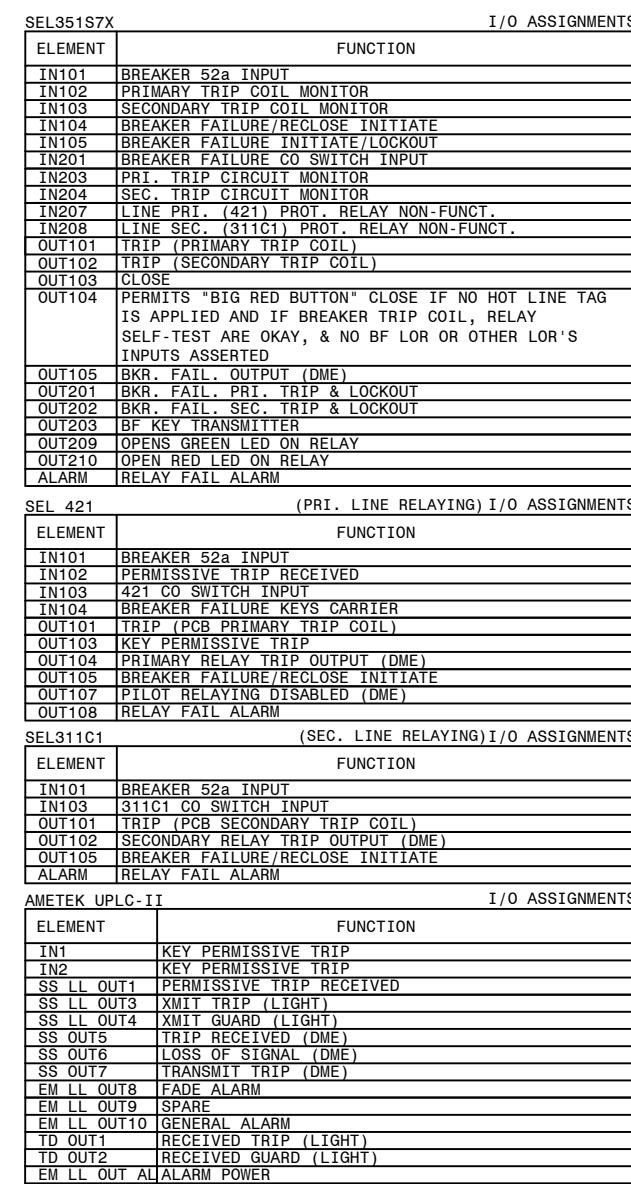 SEL351S7X I/O ASSIGNMENTS
ELEMENT FUNCTION
IN101 BREAKER 52a INPUT
IN102 PRIMARY TRIP COIL MONITOR
IN103 SECONDARY TRIP COIL MONITOR
IN104 BREAKER FAILURE/RECLOSE INITIATE
IN105 BREAKER FAILURE INITIATE/LOCKOUT
IN201 BREAKER FAILURE CO SWITCH INPUT
IN203 PRI. TRIP CIRCUIT MONITOR
IN204 SEC. TRIP CIRCUIT MONITOR
IN207 LINE PRI. (421) PROT. RELAY NON-FUNCT.
IN208 LINE SEC. (311C1) PROT. RELAY NON-FUNCT.
OUT101 TRIP (PRIMARY TRIP COIL)
OUT102 TRIP (SECONDARY TRIP COIL)
OUT103 CLOSE
OUT104 PERMITS "BIG RED BUTTON" CLOSE IF NO HOT LINE TAG
IS APPLIED AND IF BREAKER TRIP COIL, RELAY
SELF-TEST ARE OKAY, & NO BF LOR OR OTHER LOR'S
INPUTS ASSERTED
OUT105 BKR. FAIL. OUTPUT (DME)
OUT201 BKR. FAIL. PRI. TRIP & LOCKOUT
OUT202 BKR. FAIL. SEC. TRIP & LOCKOUT
OUT203 BF KEY TRANSMITTER
OUT209 OPENS GREEN LED ON RELAY
OUT210 OPEN RED LED ON RELAY
ALARM RELAY FAIL ALARM
SEL 421 (PRI. LINE RELAYING) I/O ASSIGNMENTS
ELEMENT FUNCTION
IN101 BREAKER 52a INPUT
IN102 PERMISSIVE TRIP RECEIVED
IN103 421 CO SWITCH INPUT
IN104 BREAKER FAILURE KEYS CARRIER
OUT101 TRIP (PCB PRIMARY TRIP COIL)
OUT103 KEY PERMISSIVE TRIP
OUT104 PRIMARY RELAY TRIP OUTPUT (DME)
OUT105 BREAKER FAILURE/RECLOSE INITIATE
OUT107 PILOT RELAYING DISABLED (DME)
OUT108 RELAY FAIL ALARM
SEL311C1 (SEC. LINE RELAYING) I/O ASSIGNMENTS
ELEMENT FUNCTION
IN101 BREAKER 52a INPUT
IN103 311C1 CO SWITCH INPUT
OUT101 TRIP (PCB SECONDARY TRIP COIL)
OUT102 SECONDARY RELAY TRIP OUTPUT (DME)
OUT105 BREAKER FAILURE/RECLOSE INITIATE
ALARM RELAY FAIL ALARM
AMETEK UPLC-II I/O ASSIGNMENTS
ELEMENT FUNCTION
IN1 KEY PERMISSIVE TRIP
IN2 KEY PERMISSIVE TRIP
SS LL OUT1 PERMISSIVE TRIP RECEIVED
SS LL OUT3 XMIT TRIP (LIGHT)
SS LL OUT4 XMIT GUARD (LIGHT)
SS OUT5 TRIP RECEIVED (DME)
SS OUT6 LOSS OF SIGNAL (DME)
SS OUT7 TRANSMIT TRIP (DME)
EM LL OUT8 FADE ALARM
EM LL OUT9 SPARE
EM LL OUT10 GENERAL ALARM
TD OUT1 RECEIVED TRIP (LIGHT)
TD OUT2 RECEIVED GUARD (LIGHT)
EM LL OUT AL ALARM POWER